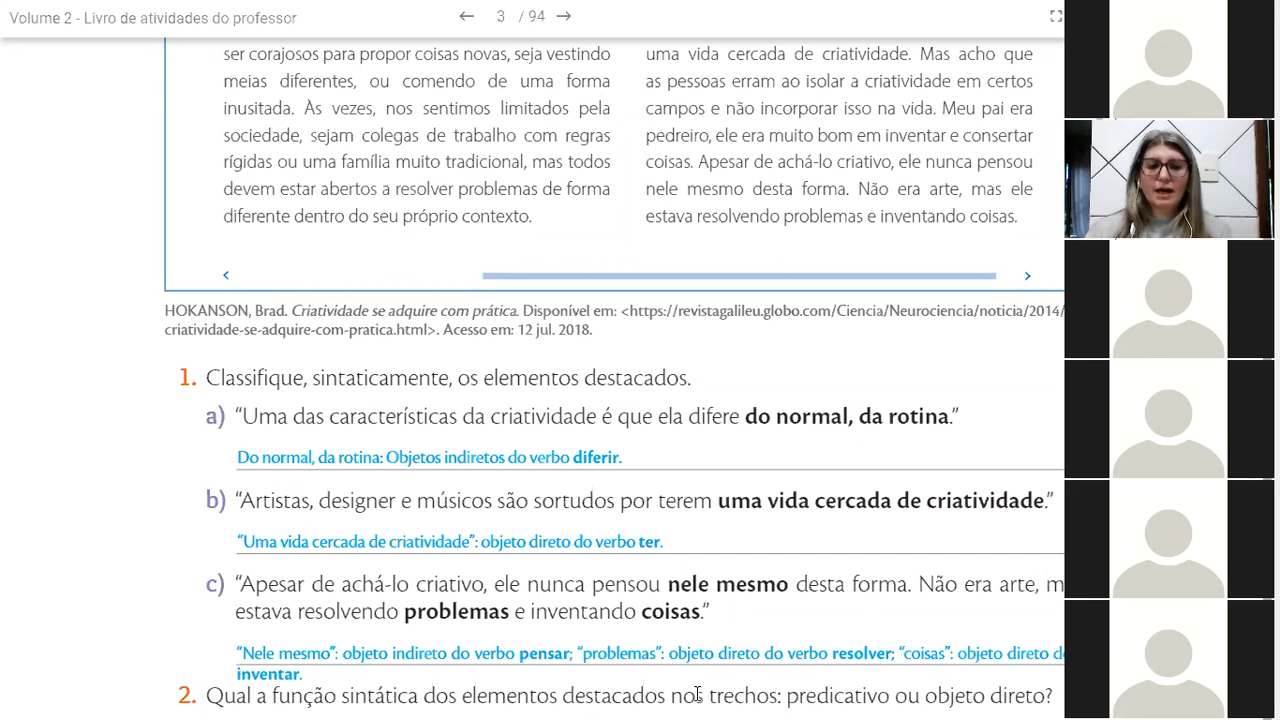 Volume 2 - Livro de atividades do professor
3 / 94
ser corajosos para propor coisas novas, seja vestindo
meias diferentes, ou comendo de uma forma
inusitada. Às vezes, nos sentimos limitados pela
sociedade, sejam colegas de trabalho com regras
rígidas ou uma família muito tradicional, mas todos
devem estar abertos a resolver problemas de forma
diferente dentro do seu próprio contexto.
uma vida cercada de criatividade. Mas acho que
as pessoas erram ao isolar a criatividade em certos
campos e não incorporar isso na vida. Meu pai era
pedreiro, ele era muito bom em inventar e consertar
coisas. Apesar de achá-lo criativo, ele nunca pensou
nele mesmo desta forma. Não era arte, mas ele
estava resolvendo problemas e inventando coisas.
HOKANSON, Brad. Criatividade se adquire com prática. Disponível em: <https://revistagalileu.globo.com/Ciencia/Neurociencia/noticia/2014/
criatividade-se-adquire-com-pratica.html>. Acesso em: 12 jul. 2018.
1. Classifique, sintaticamente, os elementos destacados.
a) “Uma das características da criatividade é que ela difere do normal, da rotina.”
Do normal, da rotina: Objetos indiretos do verbo diferir.
b) “Artistas, designer e músicos são sortudos por terem uma vida cercada de criatividade.”
“Uma vida cercada de criatividade”: objeto direto do verbo ter.
c) “Apesar de achá-lo criativo, ele nunca pensou nele mesmo desta forma. Não era arte, m
estava resolvendo problemas e inventando coisas.”
“Nele mesmo”: objeto indireto do verbo pensar; “problemas”: objeto direto do verbo resolver; “coisas”: objeto direto d
inventar.
2. Qual a função sintática dos elementos destacados nos trechos: predicativo ou objeto direto?